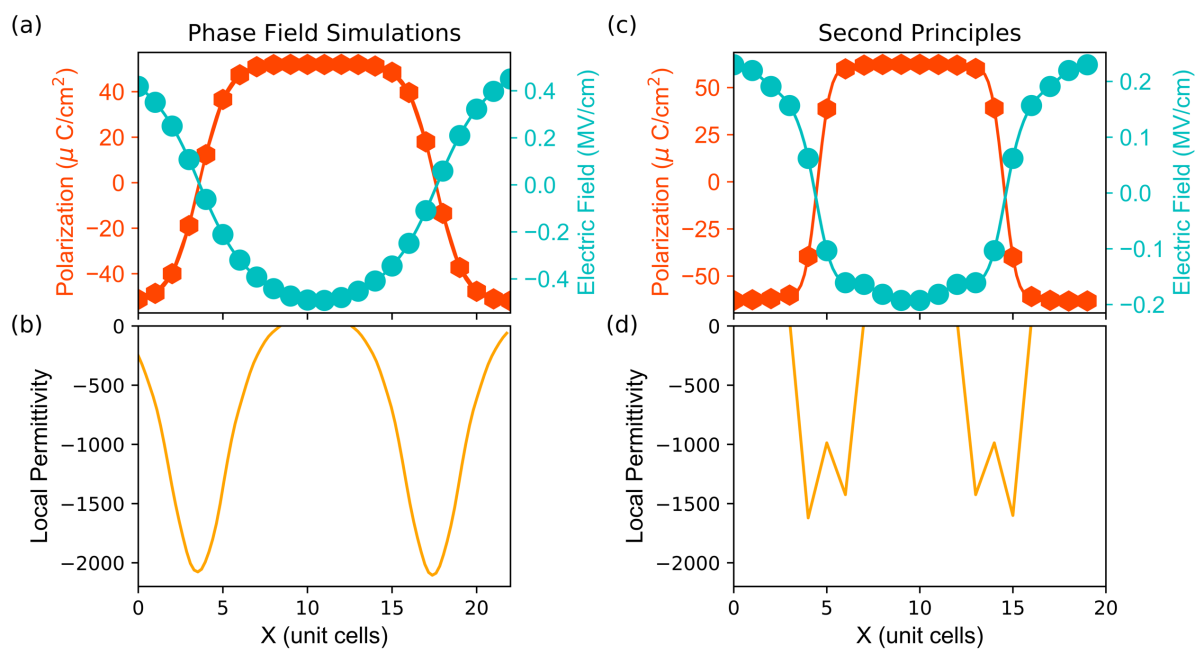 (a)
Phase Field Simulations
Polarization (μ C/cm²)
40
20
0
−20
−40
Electric Field (MV/cm)
0.4
0.2
0.0
−0.2
−0.4
(b)
Local Permittivity
0
−500
−1000
−1500
−2000
0 5 10 15 20
X (unit cells)
(c)
Second Principles
Polarization (μ C/cm²)
50
25
0
−25
−50
Electric Field (MV/cm)
0.2
0.1
0.0
−0.1
−0.2
(d)
Local Permittivity
0
−500
−1000
−1500
−2000
0 5 10 15 20
X (unit cells)